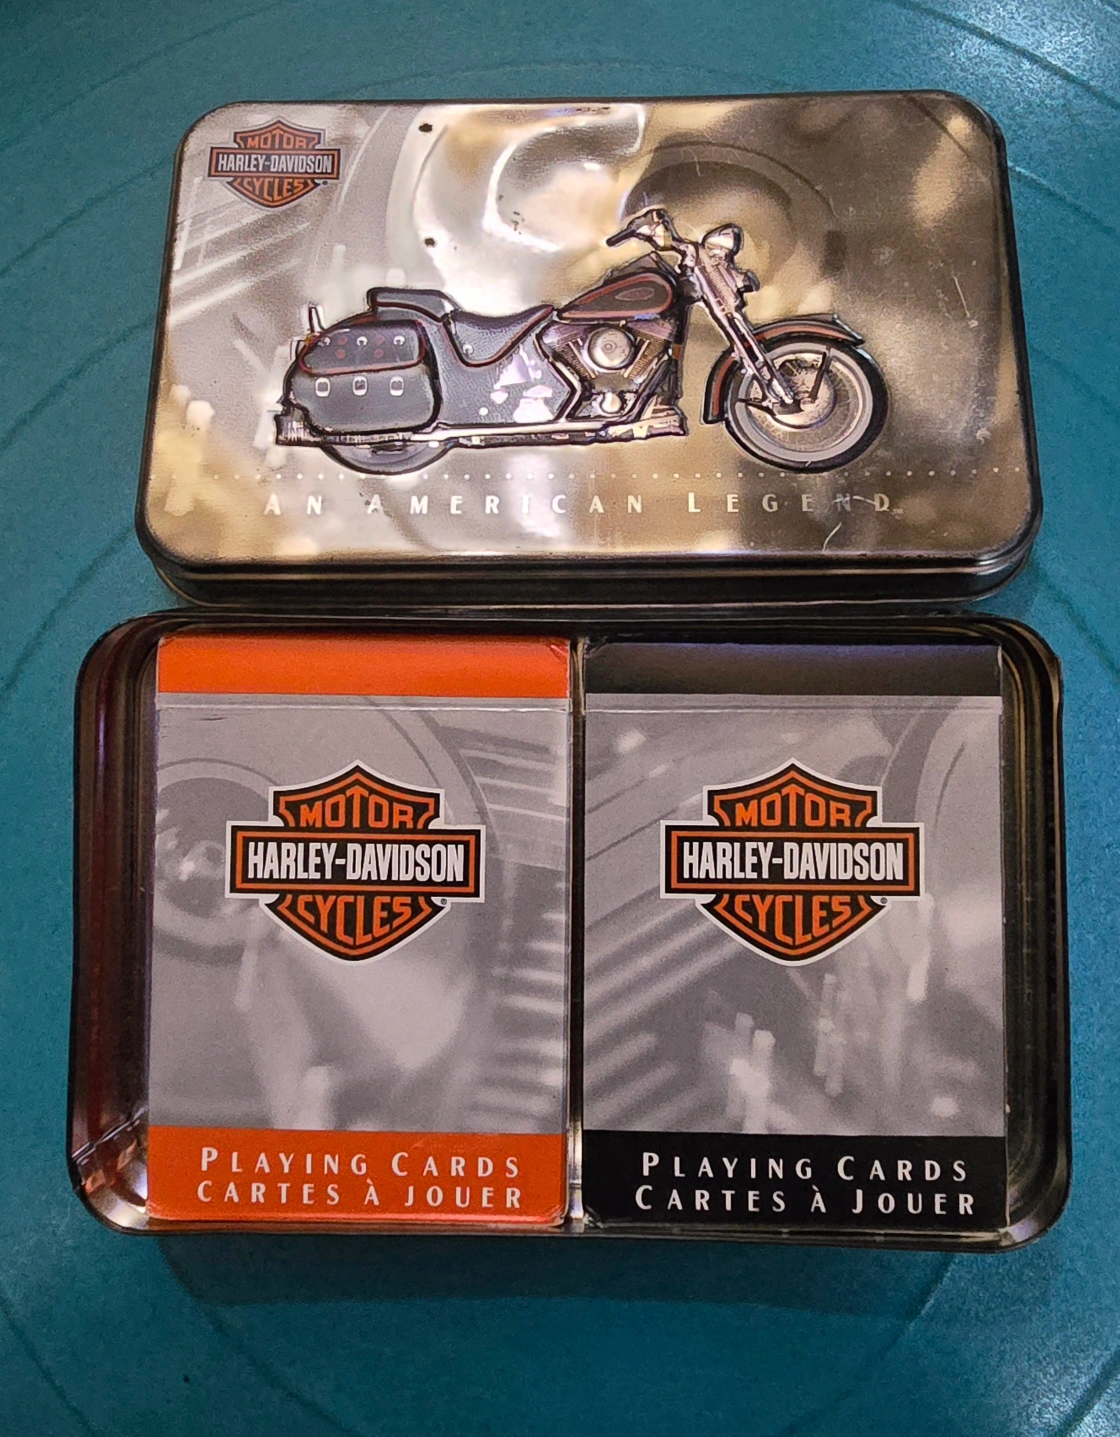 MOTOR
HARLEY-DAVIDSON
CYCLES
AN AMERICAN LEGEND
MOTOR
HARLEY-DAVIDSON
CYCLES
PLAYING CARDS
CARTES À JOUER
MOTOR
HARLEY-DAVIDSON
CYCLES
PLAYING CARDS
CARTES À JOUER